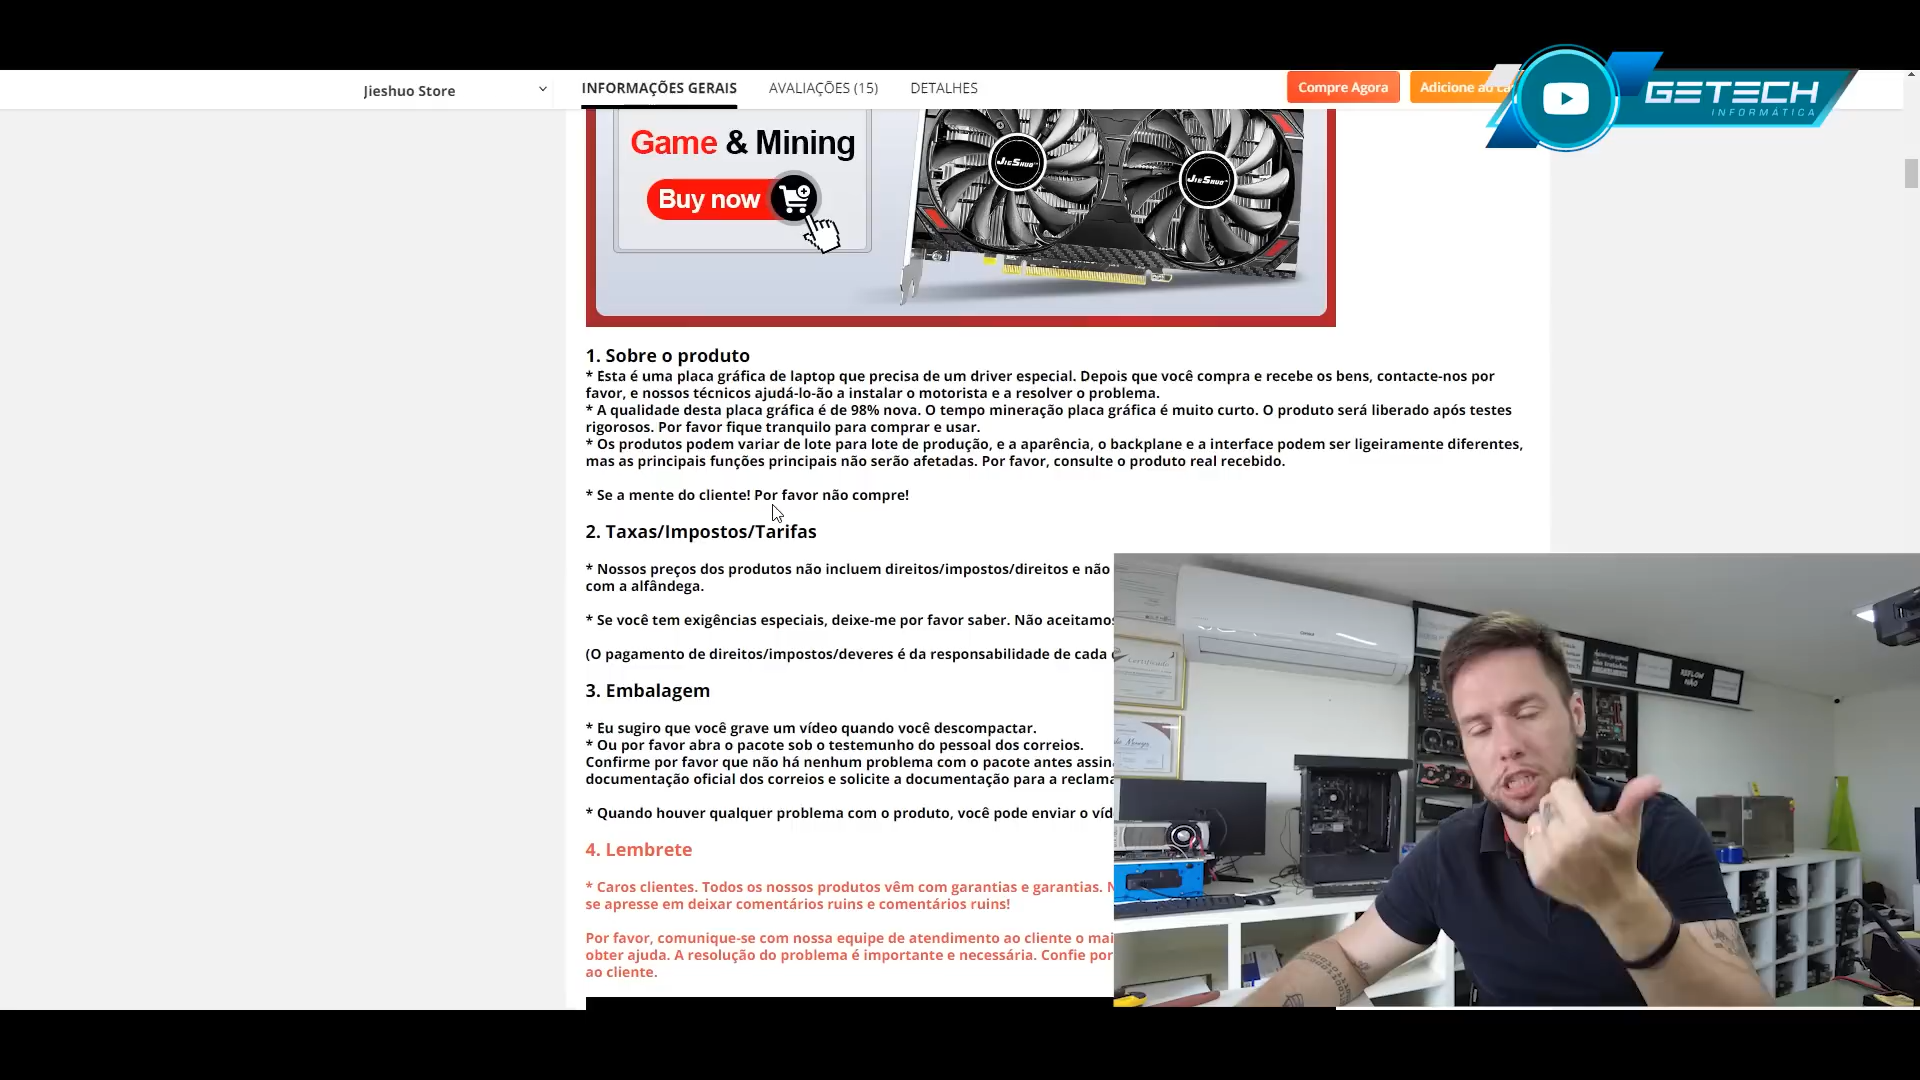 Jieshuo Store
INFORMAÇÕES GERAIS
AVALIAÇÕES (15)
DETALHES
Compre Agora
Adicione ao
GETECH
INFORMÁTICA
Game & Mining
Buy now
JIESHUO
JIESHUO
1. Sobre o produto
* Esta é uma placa gráfica de laptop que precisa de um driver especial. Depois que você compra e recebe os bens, contacte-nos por
favor, e nossos técnicos ajudá-lo-ão a instalar o motorista e a resolver o problema.
* A qualidade desta placa gráfica é de 98% nova. O tempo mineração placa gráfica é muito curto. O produto será liberado após testes
rigorosos. Por favor fique tranquilo para comprar e usar.
* Os produtos podem variar de lote para lote de produção, e a aparência, o backplane e a interface podem ser ligeiramente diferentes,
mas as principais funções principais não serão afetadas. Por favor, consulte o produto real recebido.
* Se a mente do cliente! Por favor não compre!
2. Taxas/Impostos/Tarifas
* Nossos preços dos produtos não incluem direitos/impostos/direitos e não
com a alfândega.
* Se você tem exigências especiais, deixe-me por favor saber. Não aceitamos
(O pagamento de direitos/impostos/deveres é da responsabilidade de cada
3. Embalagem
* Eu sugiro que você grave um vídeo quando você descompactar.
* Ou por favor abra o pacote sob o testemunho do pessoal dos correios.
Confirme por favor que não há nenhum problema com o pacote antes assina
documentação oficial dos correios e solicite a documentação para a reclama
* Quando houver qualquer problema com o produto, você pode enviar o víd
4. Lembrete
* Caros clientes. Todos os nossos produtos vêm com garantias e garantias. N
se apresse em deixar comentários ruins e comentários ruins!
Por favor, comunique-se com nossa equipe de atendimento ao cliente o mai
obter ajuda. A resolução do problema é importante e necessária. Confie por
ao cliente.
Certificado
REFLOW
NÃO